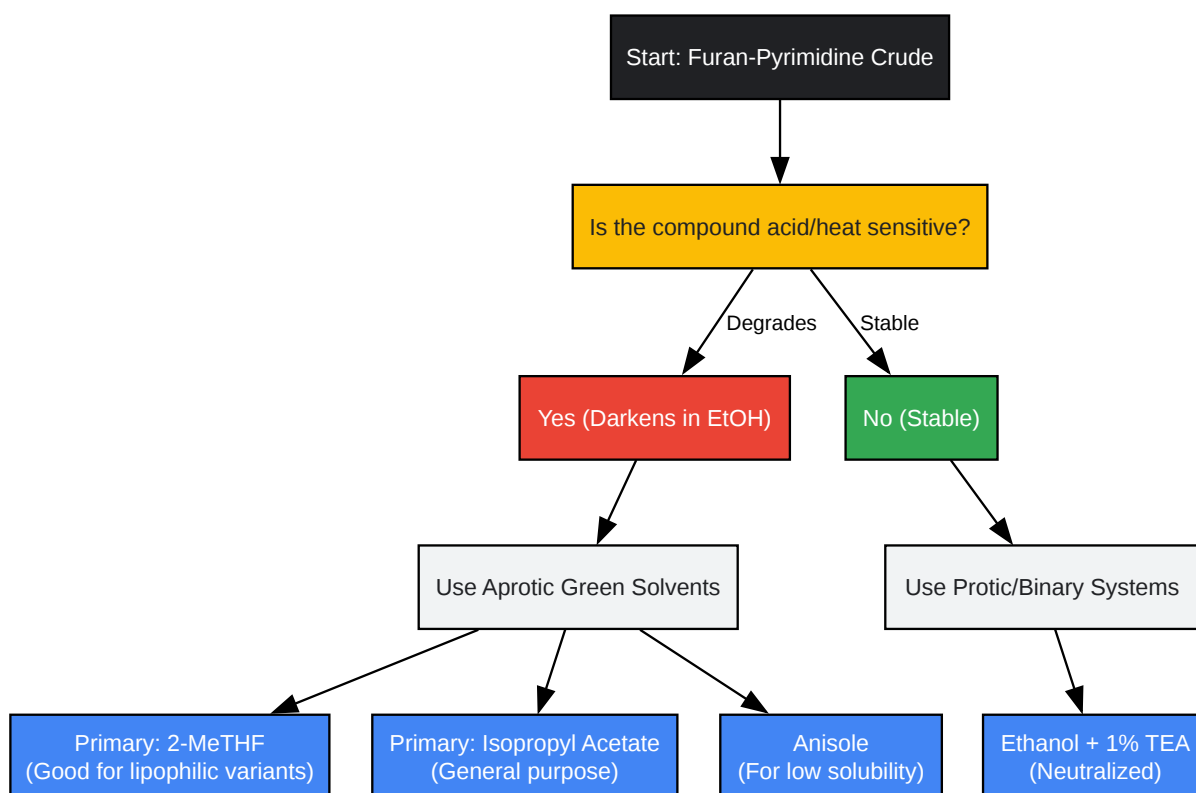 Start: Furan-Pyrimidine Crude
Is the compound acid/heat sensitive?
Degrades
Stable
Yes (Darkens in EtOH)
No (Stable)
Use Aprotic Green Solvents
Use Protic/Binary Systems
Primary: 2-MeTHF
(Good for lipophilic variants)
Primary: Isopropyl Acetate
(General purpose)
Anisole
(For low solubility)
Ethanol + 1% TEA
(Neutralized)